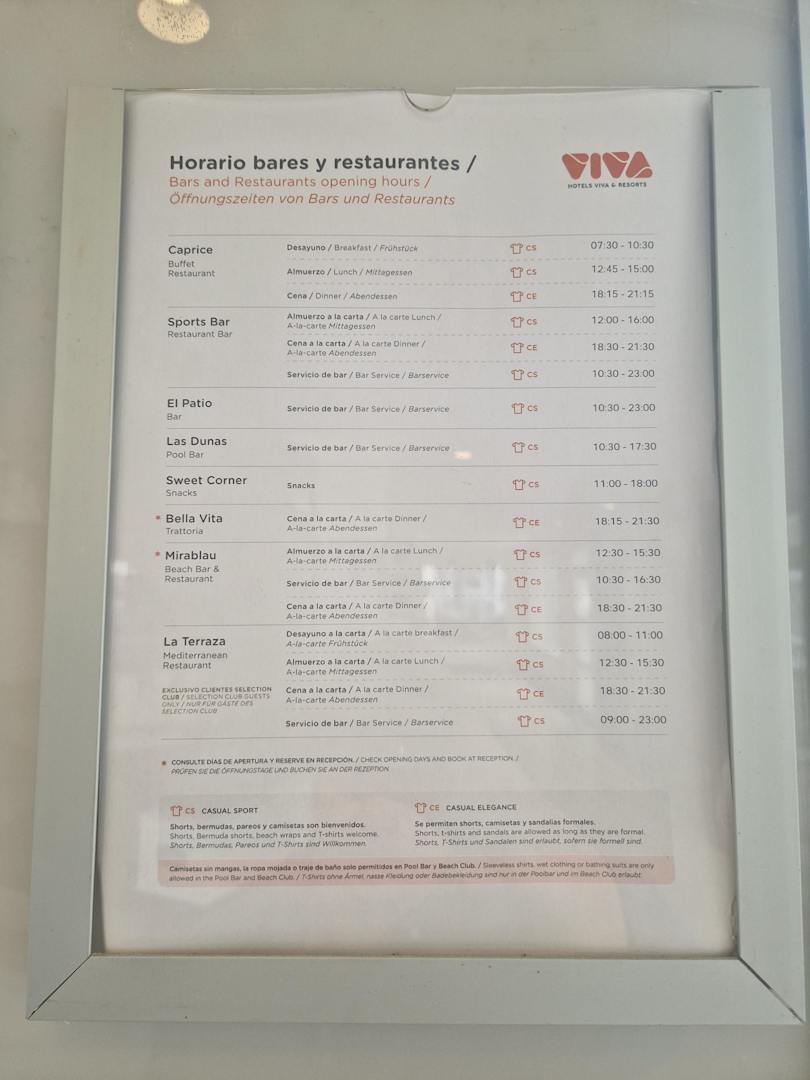 Horario bares y restaurantes /
Bars and Restaurants opening hours /
Öffnungszeiten von Bars und Restaurants
VIVA
HOTELS VIVA & RESORTS
Caprice
Buffet
Restaurant
Desayuno / Breakfast / Frühstück CS 07:30 - 10:30
Almuerzo / Lunch / Mittagessen CS 12:45 - 15:00
Cena / Dinner / Abendessen CE 18:15 - 21:15
Sports Bar
Restaurant Bar
Almuerzo a la carta / A la carte Lunch /
A-la-carte Mittagessen CS 12:00 - 16:00
Cena a la carta / A la carte Dinner /
A-la-carte Abendessen CE 18:30 - 21:30
Servicio de bar / Bar Service / Barservice CS 10:30 - 23:00
El Patio
Bar
Servicio de bar / Bar Service / Barservice CS 10:30 - 23:00
Las Dunas
Pool Bar
Servicio de bar / Bar Service / Barservice CS 10:30 - 17:30
Sweet Corner
Snacks
Snacks CS 11:00 - 18:00
* Bella Vita
Trattoria
Cena a la carta / A la carte Dinner /
A-la-carte Abendessen CE 18:15 - 21:30
* Mirablau
Beach Bar &
Restaurant
Almuerzo a la carta / A la carte Lunch /
A-la-carte Mittagessen CS 12:30 - 15:30
Servicio de bar / Bar Service / Barservice CS 10:30 - 16:30
Cena a la carta / A la carte Dinner /
A-la-carte Abendessen CE 18:30 - 21:30
La Terraza
Mediterranean
Restaurant
EXCLUSIVO CLIENTES SELECTION
CLUB / SELECTION CLUB GUESTS
ONLY / NUR FÜR GÄSTE DES
SELECTION CLUB
Desayuno a la carta / A la carte breakfast /
A-la-carte Frühstück CS 08:00 - 11:00
Almuerzo a la carta / A la carte Lunch /
A-la-carte Mittagessen CS 12:30 - 15:30
Cena a la carta / A la carte Dinner /
A-la-carte Abendessen CE 18:30 - 21:30
Servicio de bar / Bar Service / Barservice CS 09:00 - 23:00
* CONSULTE DÍAS DE APERTURA Y RESERVE EN RECEPCIÓN. / CHECK OPENING DAYS AND BOOK AT RECEPTION. /
PRÜFEN SIE DIE ÖFFNUNGSTAGE UND BUCHEN SIE AN DER REZEPTION.
CS CASUAL SPORT
Shorts, bermudas, pareos y camisetas son bienvenidos.
Shorts, Bermuda shorts, beach wraps and T-shirts welcome.
Shorts, Bermudas, Pareos und T-Shirts sind Willkommen.
CE CASUAL ELEGANCE
Se permiten shorts, camisetas y sandalias formales.
Shorts, t-shirts and sandals are allowed as long as they are formal.
Shorts, T-Shirts und Sandalen sind erlaubt, sofern sie formell sind.
Camisetas sin mangas, la ropa mojada o traje de baño solo permitidos en Pool Bar y Beach Club. / Sleeveless shirts, wet clothing or bathing suits are only
allowed in the Pool Bar and Beach Club. / T-Shirts ohne Ärmel, nasse Kleidung oder Badebekleidung sind nur in der Poolbar und im Beach Club erlaubt.